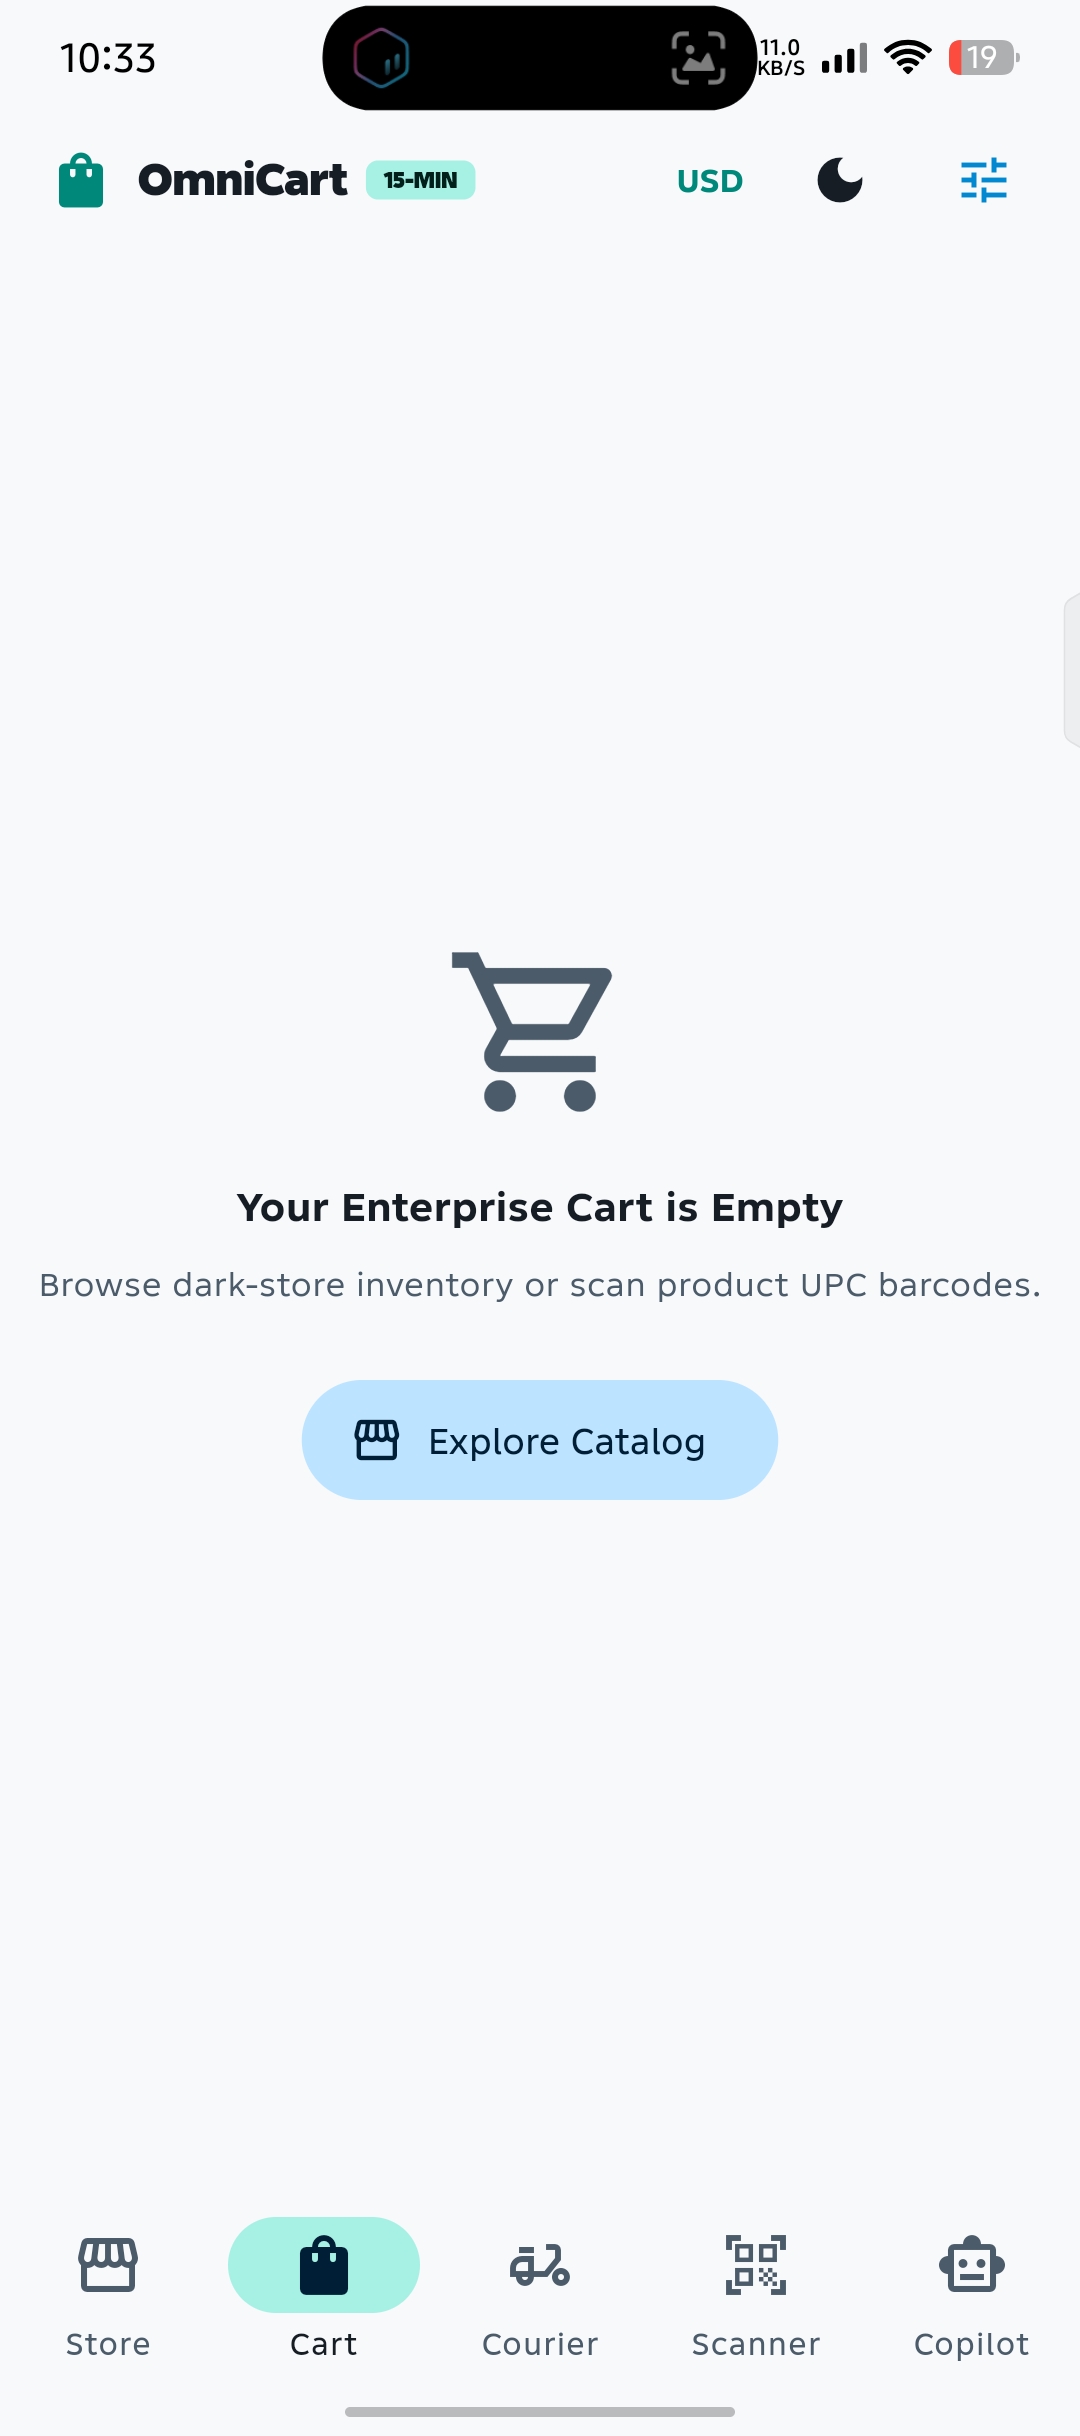 10:33
11.0
KB/S
19
OmniCart
15-MIN
USD
Your Enterprise Cart is Empty
Browse dark-store inventory or scan product UPC barcodes.
Explore Catalog
Store
Cart
Courier
Scanner
Copilot